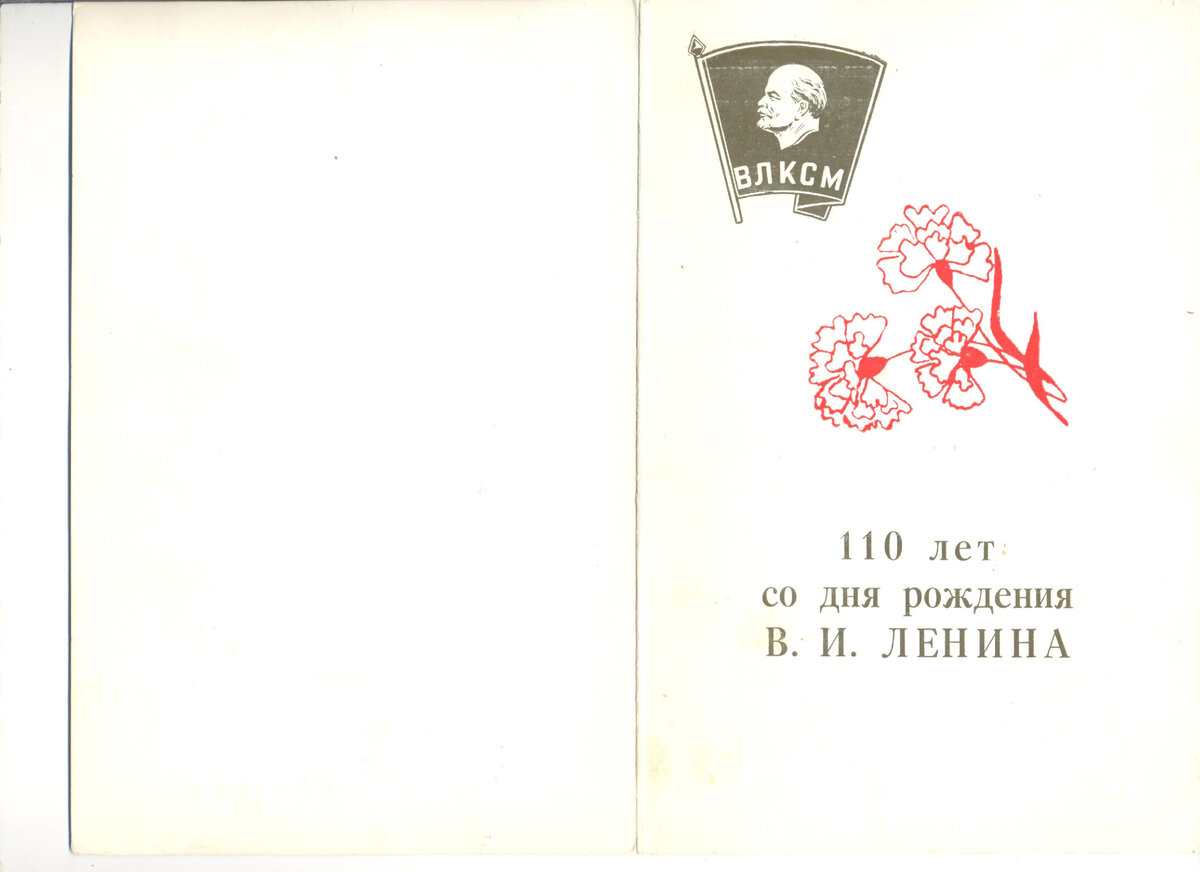 ВЛКСМ
110 лет
со дня рождения
В. И. ЛЕНИНА